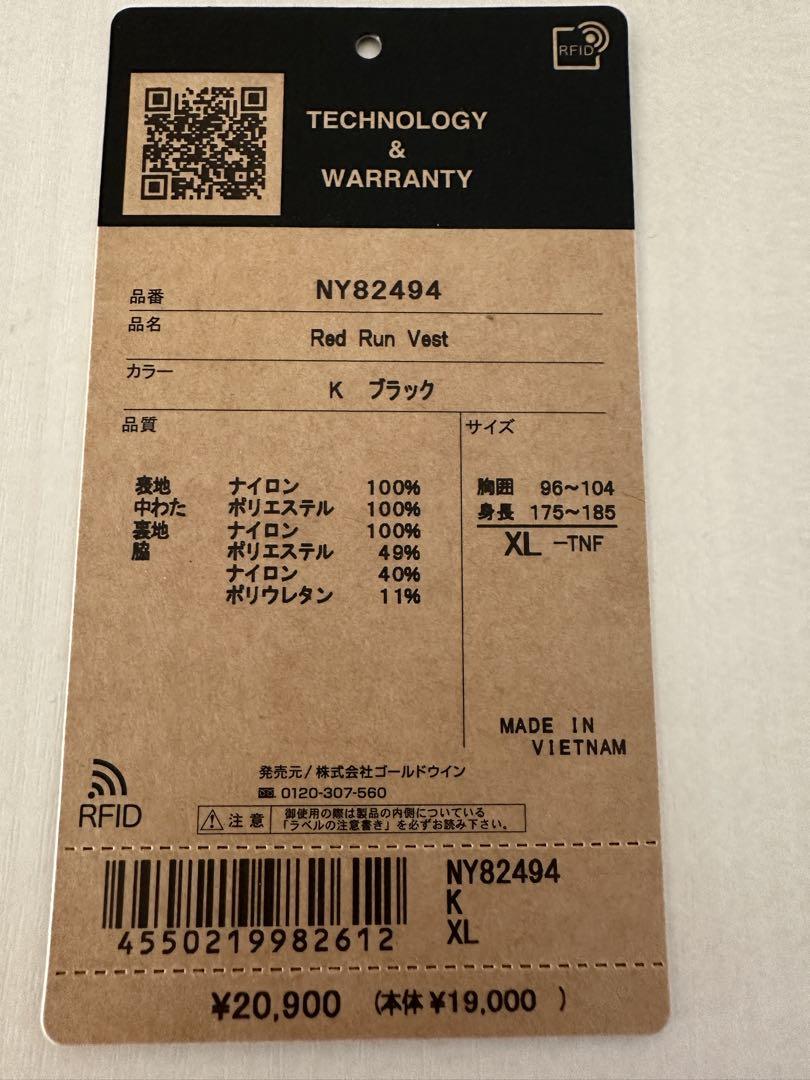 RFID
TECHNOLOGY
&
WARRANTY
品番 NY82494
品名 Red Run Vest
カラー K ブラック
品質
表地 ナイロン 100%
中わた ポリエステル 100%
裏地 ナイロン 100%
脇 ポリエステル 49%
ナイロン 40%
ポリウレタン 11%
サイズ
胸囲 96~104
身長 175~185
XL -TNF
MADE IN
VIETNAM
RFID
発売元/株式会社ゴールドウイン
0120-307-560
注意
御使用の際は製品の内側についている
「ラベルの注意書き」を必ずお読み下さい。
4550219982612
NY82494
K
XL
¥20,900 (本体¥19,000 )